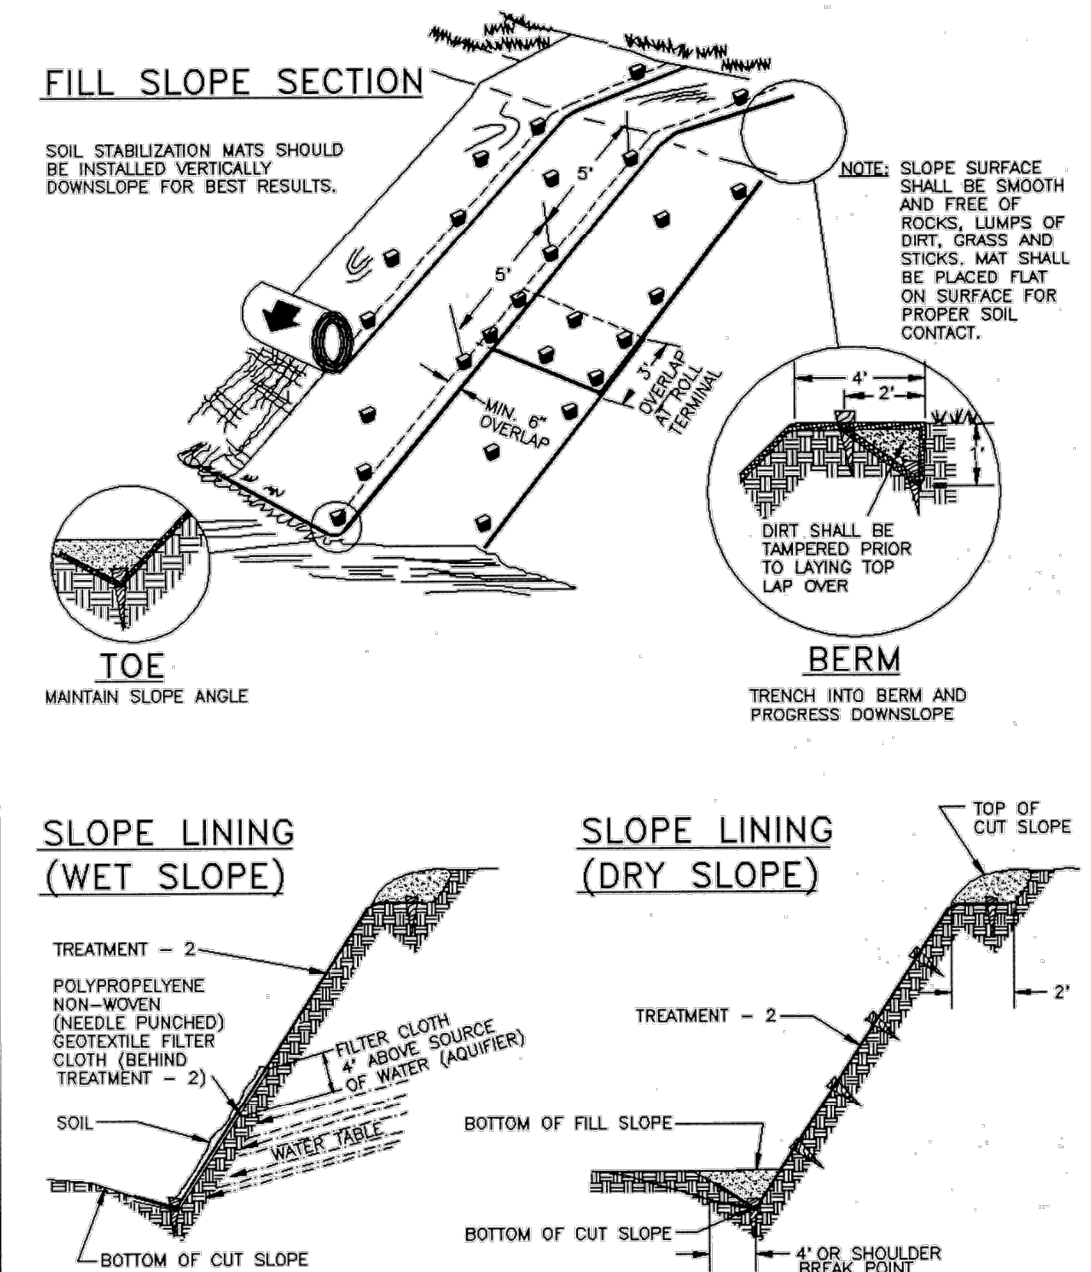 FILL SLOPE SECTION
SOIL STABILIZATION MATS SHOULD
BE INSTALLED VERTICALLY
DOWNSLOPE FOR BEST RESULTS.
5'
5'
MIN. 6"
OVERLAP
3'
OVERLAP
AT ROLL
TERMINAL
NOTE: SLOPE SURFACE
SHALL BE SMOOTH
AND FREE OF
ROCKS, LUMPS OF
DIRT, GRASS AND
STICKS. MAT SHALL
BE PLACED FLAT
ON SURFACE FOR
PROPER SOIL
CONTACT.
4'
2'
1'
DIRT SHALL BE
TAMPERED PRIOR
TO LAYING TOP
LAP OVER
TOE
MAINTAIN SLOPE ANGLE
BERM
TRENCH INTO BERM AND
PROGRESS DOWNSLOPE
SLOPE LINING
(WET SLOPE)
TREATMENT - 2
POLYPROPELYENE
NON-WOVEN
(NEEDLE PUNCHED)
GEOTEXTILE FILTER
CLOTH (BEHIND
TREATMENT - 2)
SOIL
FILTER CLOTH
4' ABOVE SOURCE
OF WATER (AQUIFIER)
WATER TABLE
BOTTOM OF CUT SLOPE
SLOPE LINING
(DRY SLOPE)
TOP OF
CUT SLOPE
2'
TREATMENT - 2
BOTTOM OF FILL SLOPE
BOTTOM OF CUT SLOPE
4' OR SHOULDER
BREAK POINT